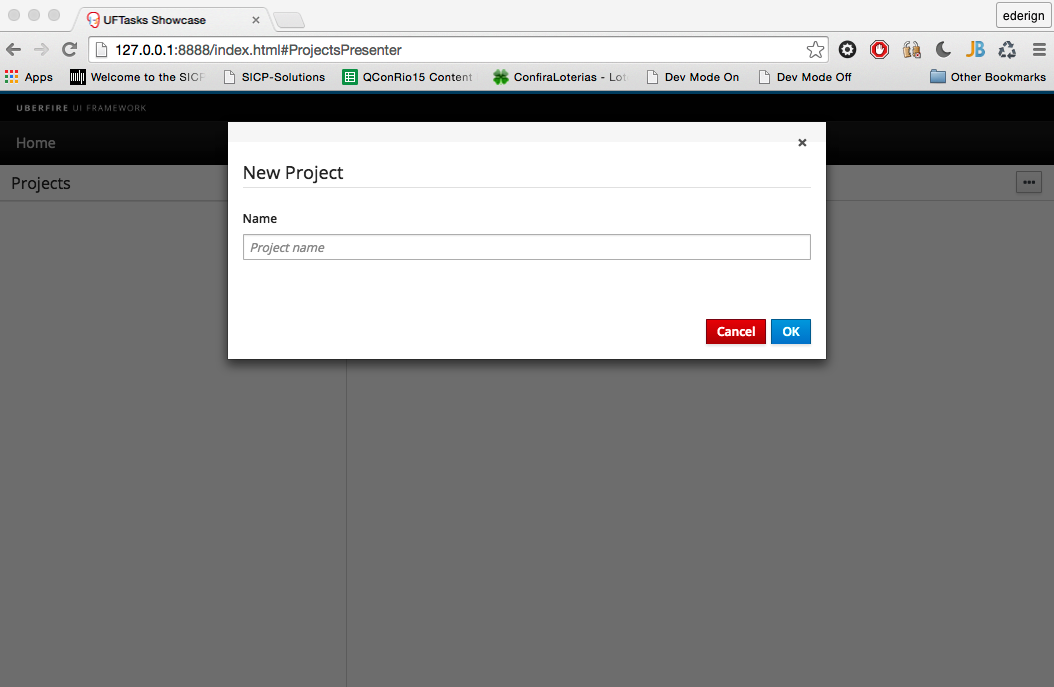 UFTasks Showcase
ederign
127.0.0.1:8888/index.html#ProjectsPresenter
JB
Apps Welcome to the SICP SICP-Solutions QConRio15 Content ConfiraLoterias - Lot Dev Mode On Dev Mode Off Other Bookmarks
UBERFIRE UI FRAMEWORK
Home
Projects
New Project
Name
Project name
Cancel OK